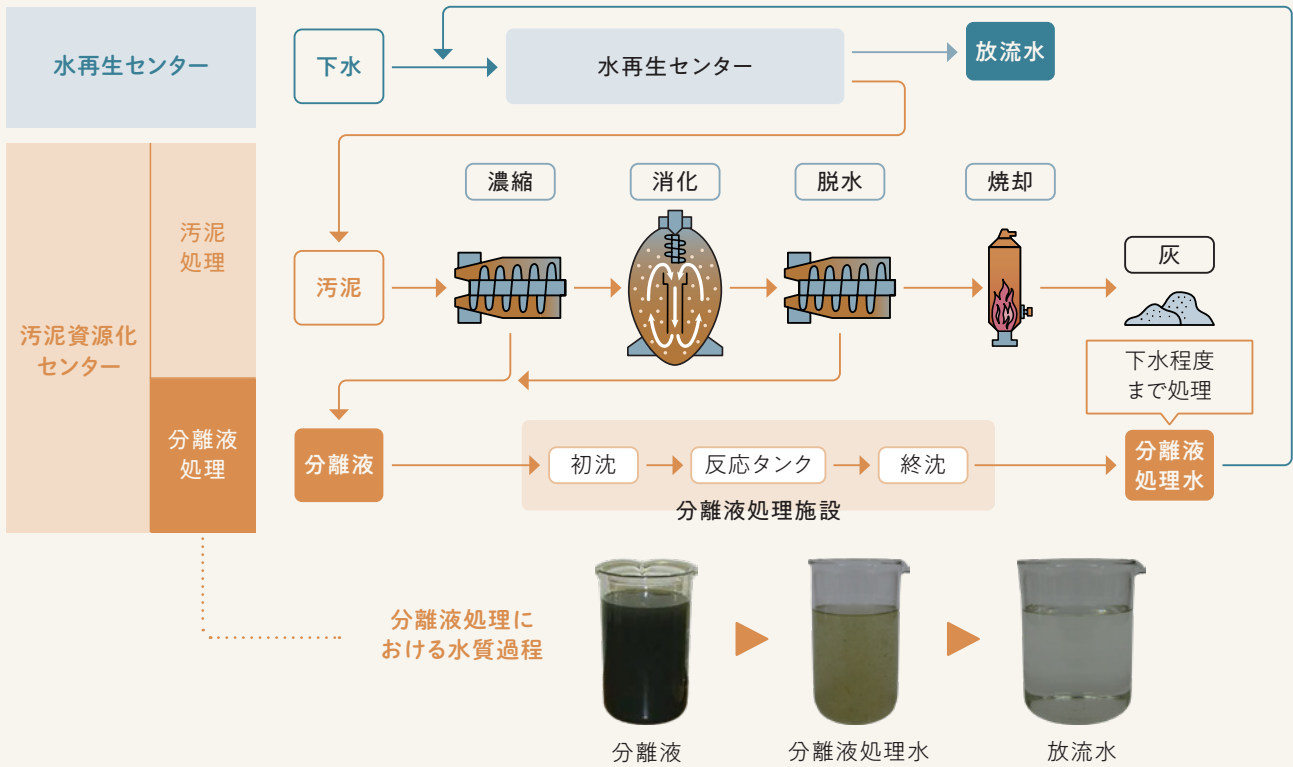 水再生センター
下水
水再生センター
放流水
汚泥資源化
センター
汚泥
処理
濃縮
消化
脱水
焼却
汚泥
灰
下水程度
まで処理
分離液
処理
分離液
初沈
反応タンク
終沈
分離液処理施設
分離液
処理水
分離液処理に
おける水質過程
分離液
分離液処理水
放流水